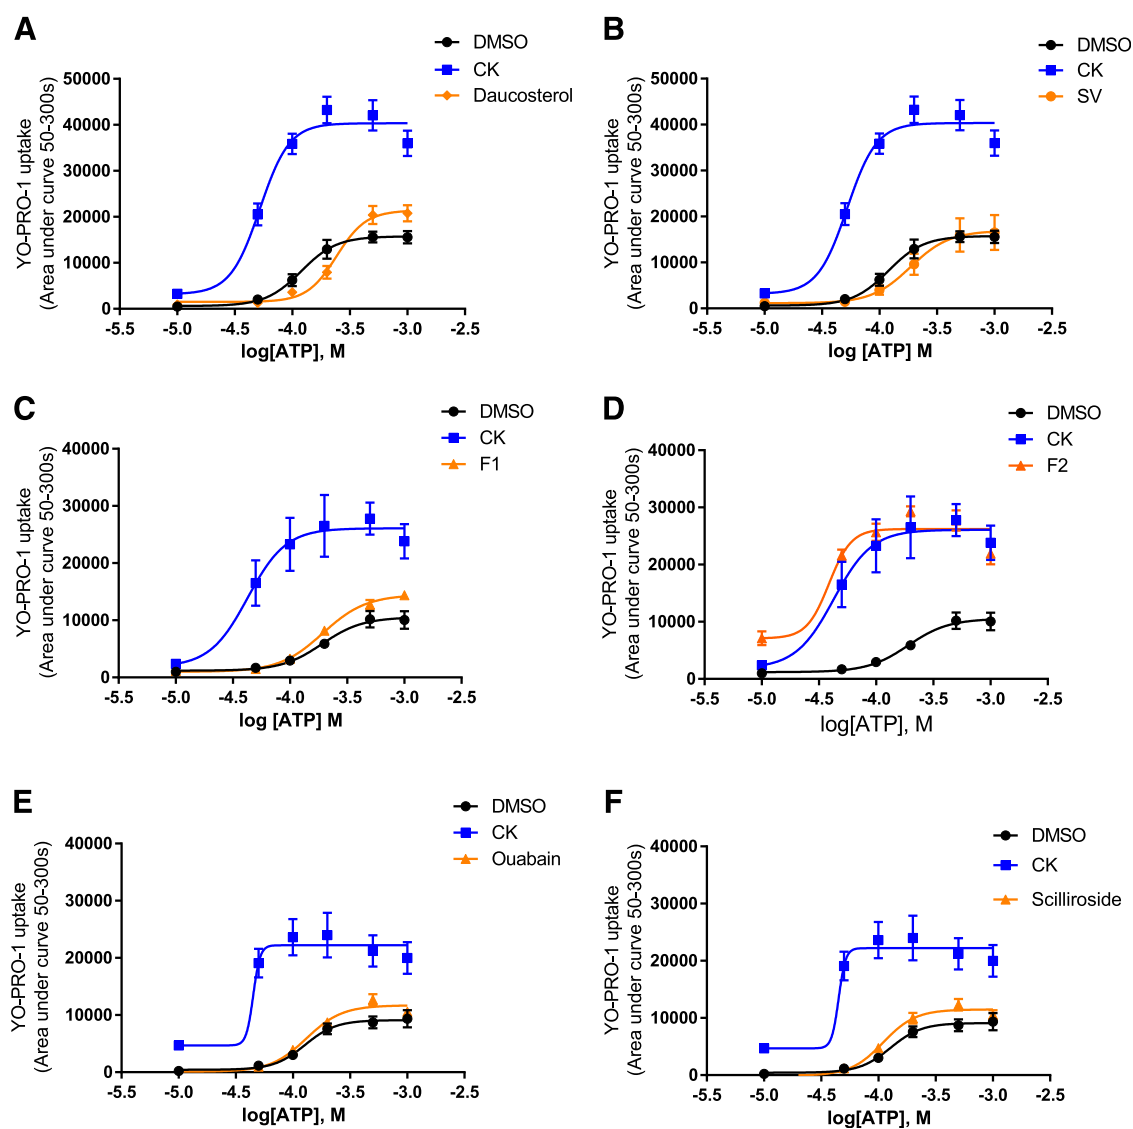 A
DMSO
CK
Daucosterol
YO-PRO-1 uptake
(Area under curve 50-300s)
50000
40000
30000
20000
10000
0
-5.5 -5.0 -4.5 -4.0 -3.5 -3.0 -2.5
log[ATP], M
B
DMSO
CK
SV
YO-PRO-1 uptake
(Area under curve 50-300s)
50000
40000
30000
20000
10000
0
-5.5 -5.0 -4.5 -4.0 -3.5 -3.0 -2.5
log [ATP] M
C
DMSO
CK
F1
YO-PRO-1 uptake
(Area under curve 50-300s)
40000
30000
20000
10000
0
-5.5 -5.0 -4.5 -4.0 -3.5 -3.0 -2.5
log [ATP] M
D
DMSO
CK
F2
YO-PRO-1 uptake
(Area under curve 50-300s)
40000
30000
20000
10000
0
-5.5 -5.0 -4.5 -4.0 -3.5 -3.0 -2.5
log[ATP], M
E
DMSO
CK
Ouabain
YO-PRO-1 uptake
(Area under curve 50-300s)
40000
30000
20000
10000
0
-5.5 -5.0 -4.5 -4.0 -3.5 -3.0 -2.5
log[ATP], M
F
DMSO
CK
Scilliroside
YO-PRO-1 uptake
(Area under curve 50-300s)
40000
30000
20000
10000
0
-5.5 -5.0 -4.5 -4.0 -3.5 -3.0 -2.5
log[ATP], M